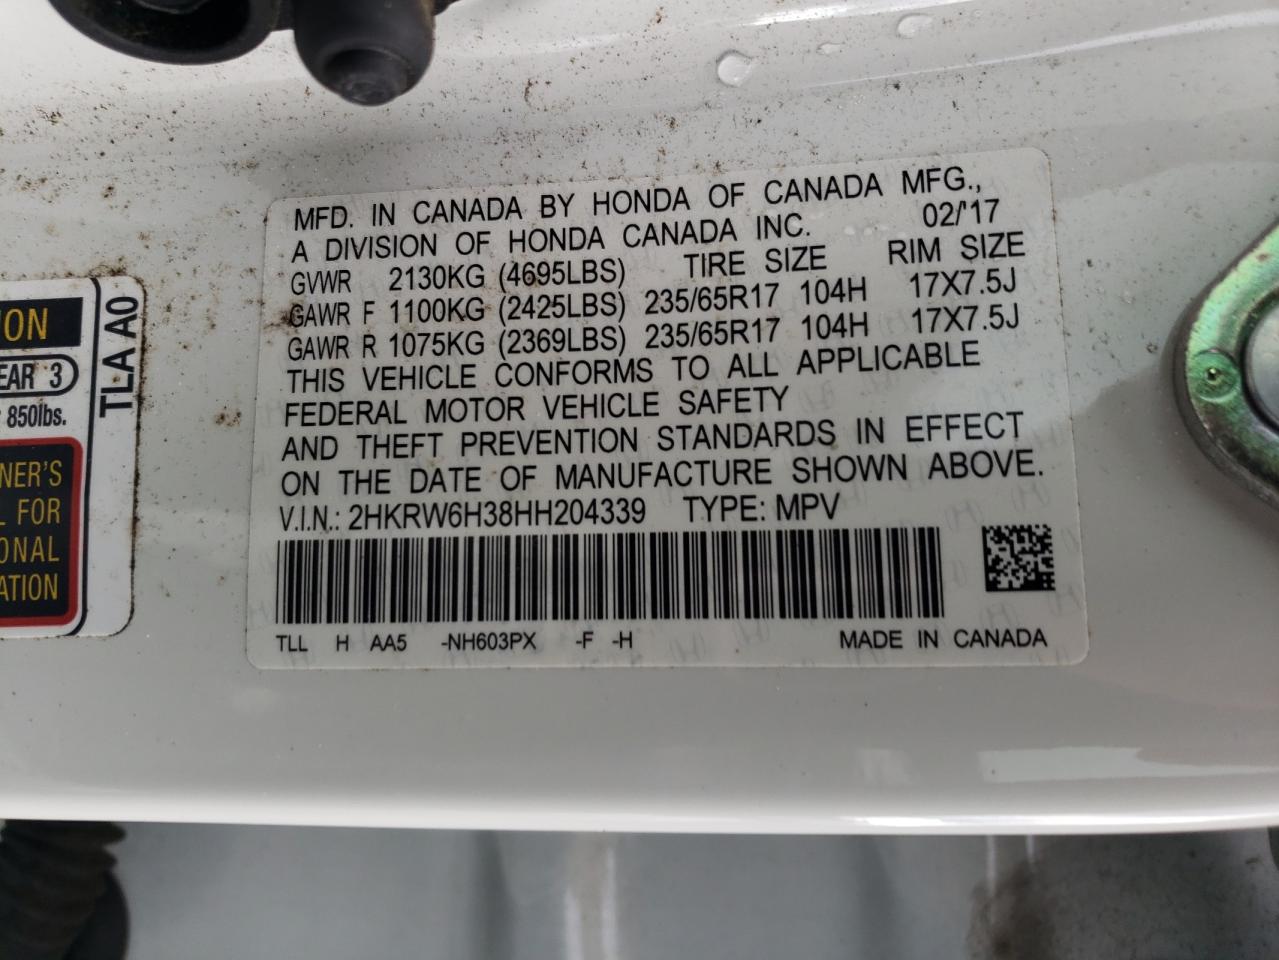 MFD. IN CANADA BY HONDA OF CANADA MFG.,
A DIVISION OF HONDA CANADA INC. 02/'17
GVWR 2130KG (4695LBS) TIRE SIZE RIM SIZE
GAWR F 1100KG (2425LBS) 235/65R17 104H 17X7.5J
GAWR R 1075KG (2369LBS) 235/65R17 104H 17X7.5J
THIS VEHICLE CONFORMS TO ALL APPLICABLE
FEDERAL MOTOR VEHICLE SAFETY
AND THEFT PREVENTION STANDARDS IN EFFECT
ON THE DATE OF MANUFACTURE SHOWN ABOVE.
V.I.N.: 2HKRW6H38HH204339 TYPE: MPV
TLL H AA5 -NH603PX -F -H MADE IN CANADA
ION
EAR 3
850lbs.
NER'S
L FOR
ONAL
ATION
TLA A0